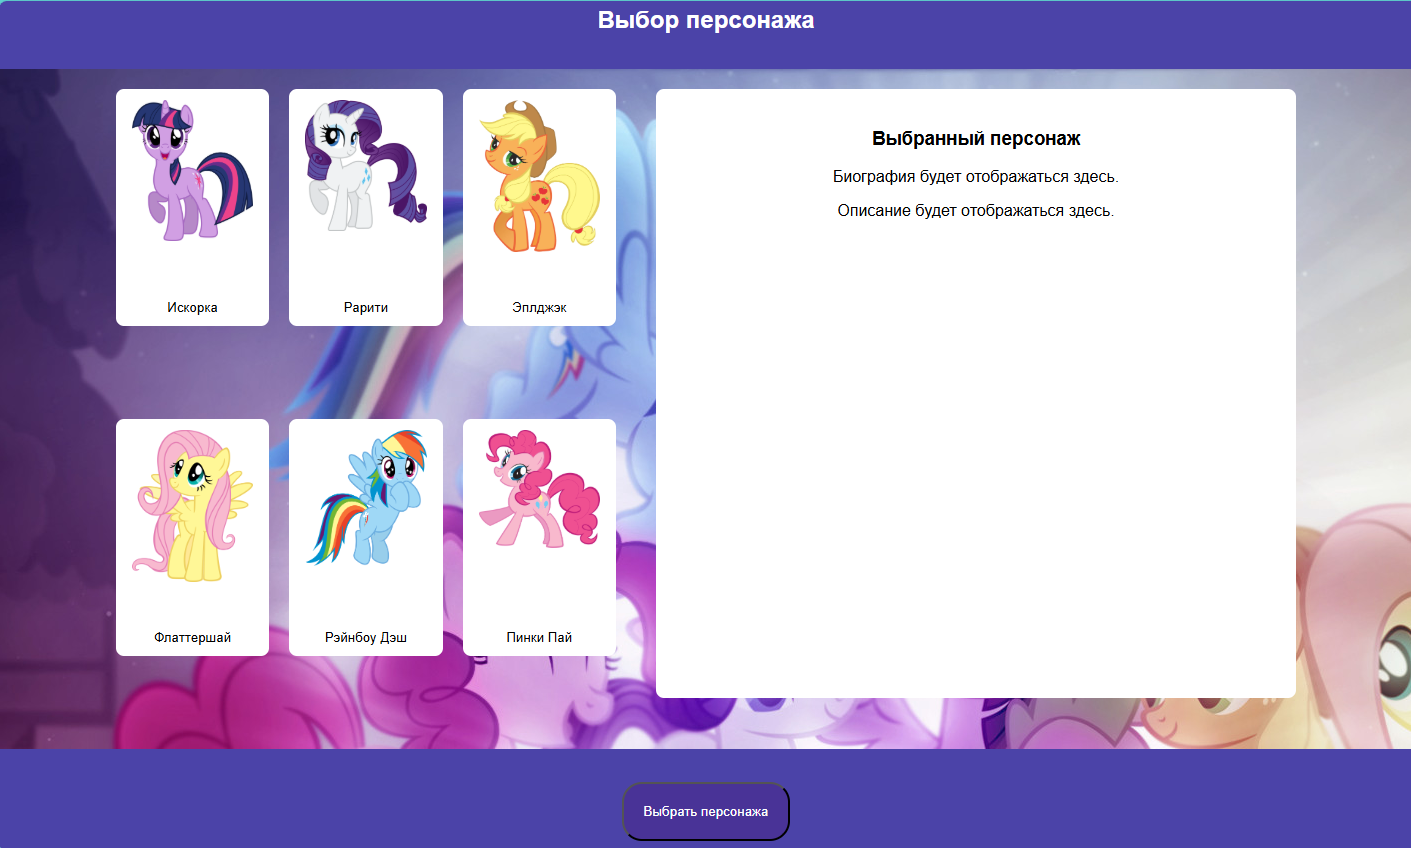 Выбор персонажа
Искорка
Рарити
Эплджэк
Флаттершай
Рэйнбоу Дэш
Пинки Пай
Выбранный персонаж
Биография будет отображаться здесь.
Описание будет отображаться здесь.
Выбрать персонажа